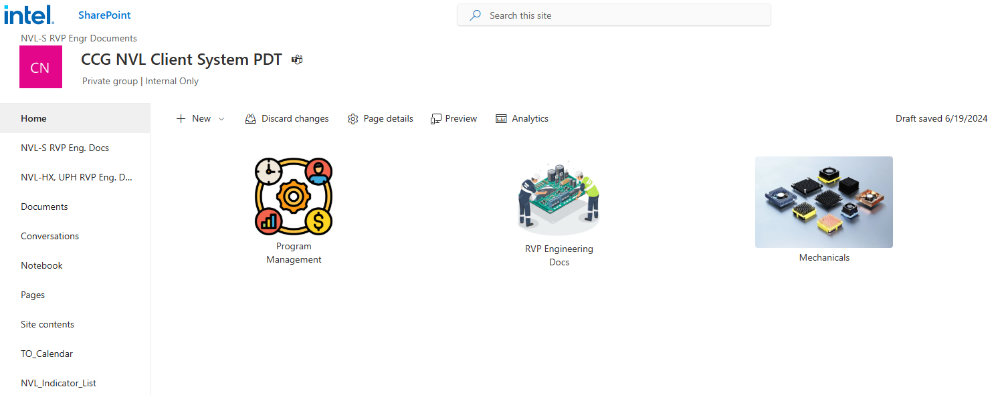 intel.
SharePoint
Search this site
NVL-S RVP Engr Documents
CN
CCG NVL Client System PDT
Private group | Internal Only
Home
NVL-S RVP Eng. Docs
NVL-HX, UPH RVP Eng. D...
Documents
Conversations
Notebook
Pages
Site contents
TO_Calendar
NVL_Indicator_List
New
Discard changes
Page details
Preview
Analytics
Draft saved 6/19/2024
$
Program
Management
RVP Engineering
Docs
Mechanicals